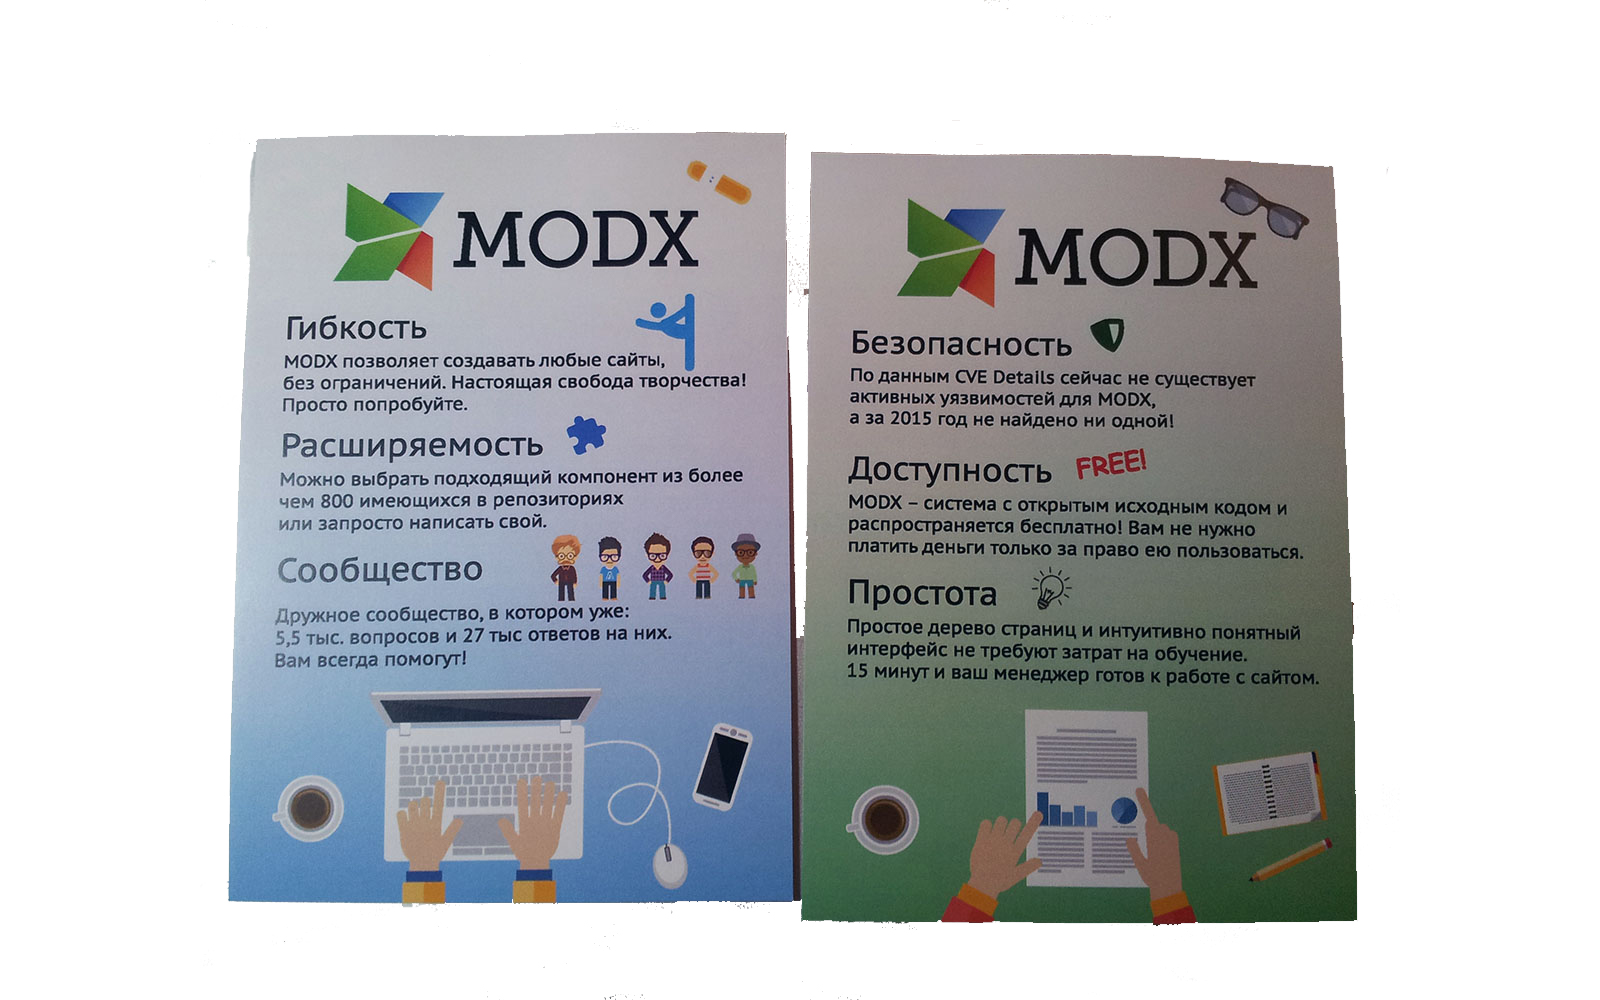 MODX
Гибкость
MODX позволяет создавать любые сайты,
без ограничений. Настоящая свобода творчества!
Просто попробуйте.
Расширяемость
Можно выбрать подходящий компонент из более
чем 800 имеющихся в репозиториях
или запросто написать свой.
Сообщество
Дружное сообщество, в котором уже:
5,5 тыс. вопросов и 27 тыс ответов на них.
Вам всегда помогут!
MODX
Безопасность
По данным CVE Details сейчас не существует
активных уязвимостей для MODX,
а за 2015 год не найдено ни одной!
Доступность FREE!
MODX – система с открытым исходным кодом и
распространяется бесплатно! Вам не нужно
платить деньги только за право ею пользоваться.
Простота
Простое дерево страниц и интуитивно понятный
интерфейс не требуют затрат на обучение.
15 минут и ваш менеджер готов к работе с сайтом.